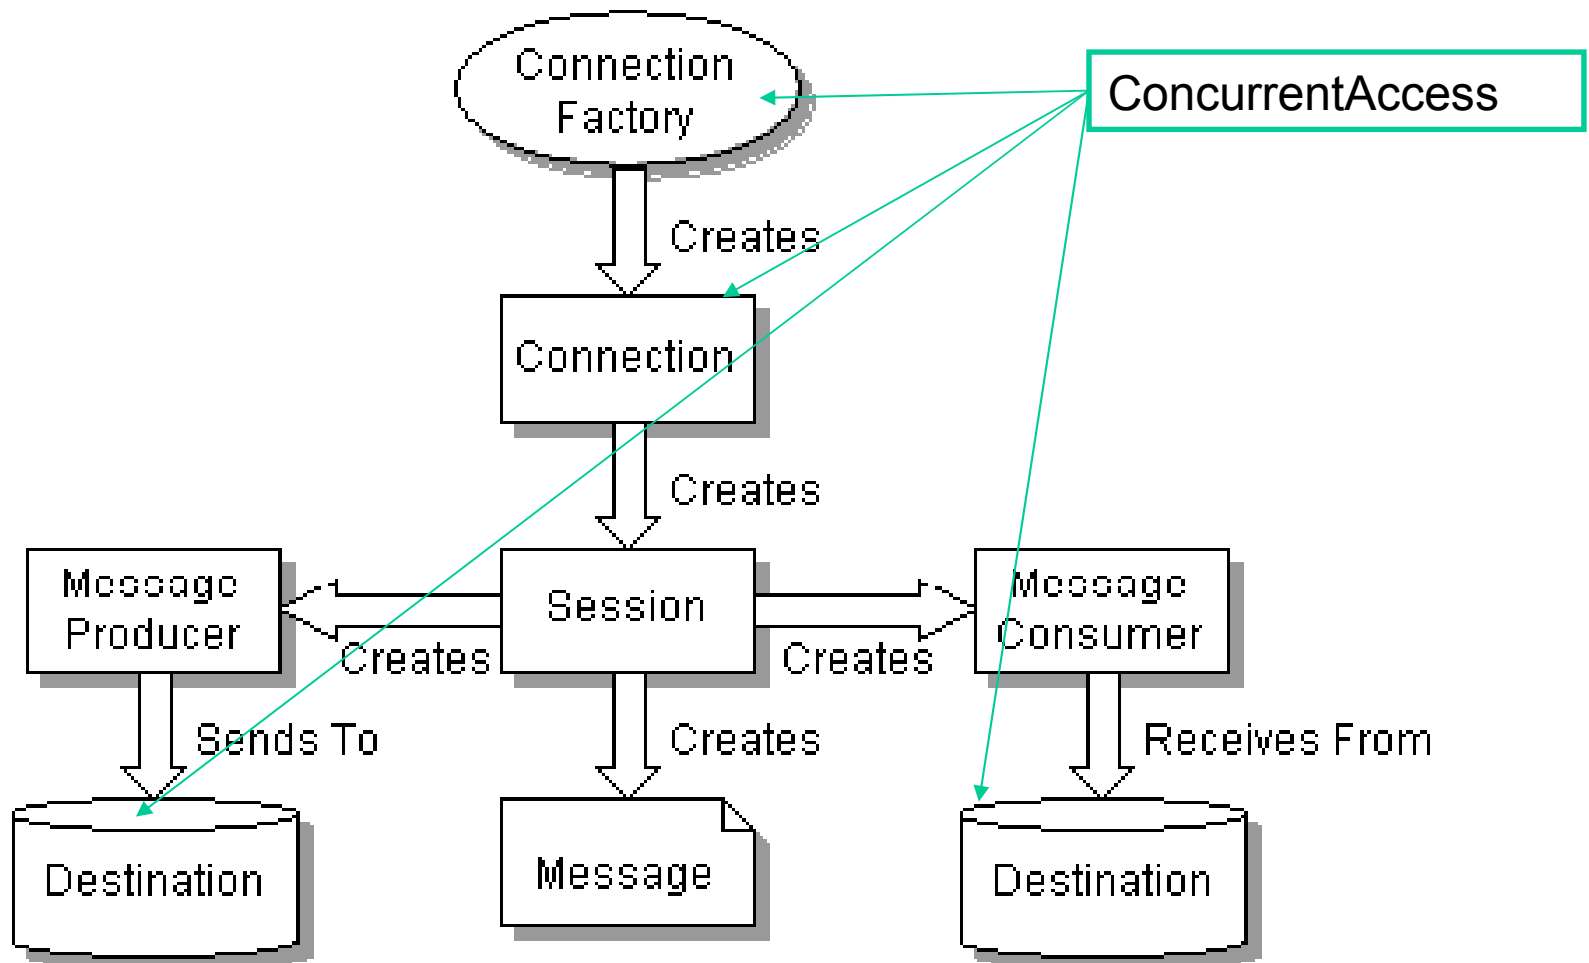 Connection
Factory
ConcurrentAccess
Creates
Connection
Creates
Message
Producer
Session
Message
Consumer
Creates
Creates
Sends To
Creates
Receives From
Destination
Message
Destination